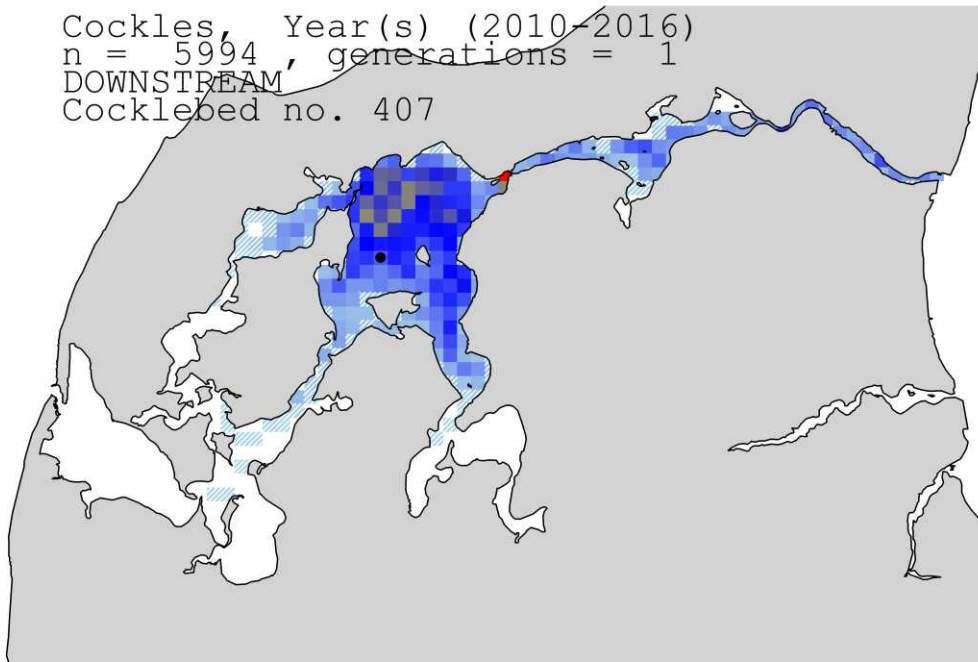 Cockles, Year(s) (2010-2016)
n = 5994 , generations = 1
DOWNSTREAM
Cocklebed no. 407